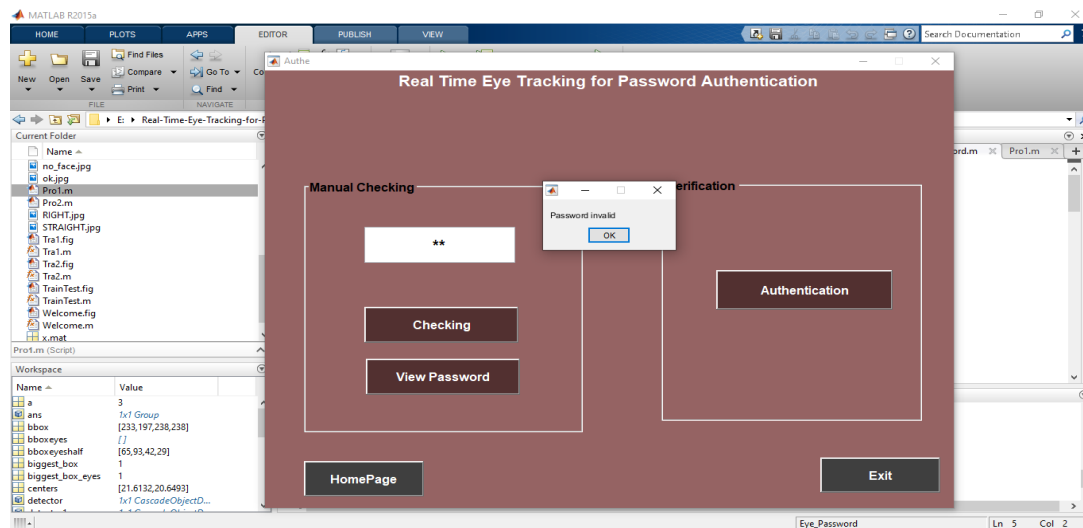 MATLAB R2015a
HOME PLOTS APPS EDITOR PUBLISH VIEW
Search Documentation
New Open Save
Find Files
Compare
Print
Go To
Find
Co
FILE NAVIGATE
E: Real-Time-Eye-Tracking-for-P
Current Folder
Name
no_face.jpg
ok.jpg
Pro1.m
Pro2.m
RIGHT.jpg
STRAIGHT.jpg
Tra1.fig
Tra1.m
Tra2.fig
Tra2.m
TrainTest.fig
TrainTest.m
Welcome.fig
Welcome.m
x.mat
Pro1.m (Script)
Workspace
Name Value
a 3
ans 1x1 Group
bbox [233,197,238,238]
bboxeyes [ ]
bboxeyeshalf [65,93,42,29]
biggest_box 1
biggest_box_eyes 1
centers [21.6132,20.6493]
detector 1x1 CascadeObjectD...
Authe
Real Time Eye Tracking for Password Authentication
Manual Checking
**
Checking
View Password
Password invalid
OK
erification
Authentication
HomePage
Exit
ord.m Pro1.m
Eye_Password Ln 5 Col 2